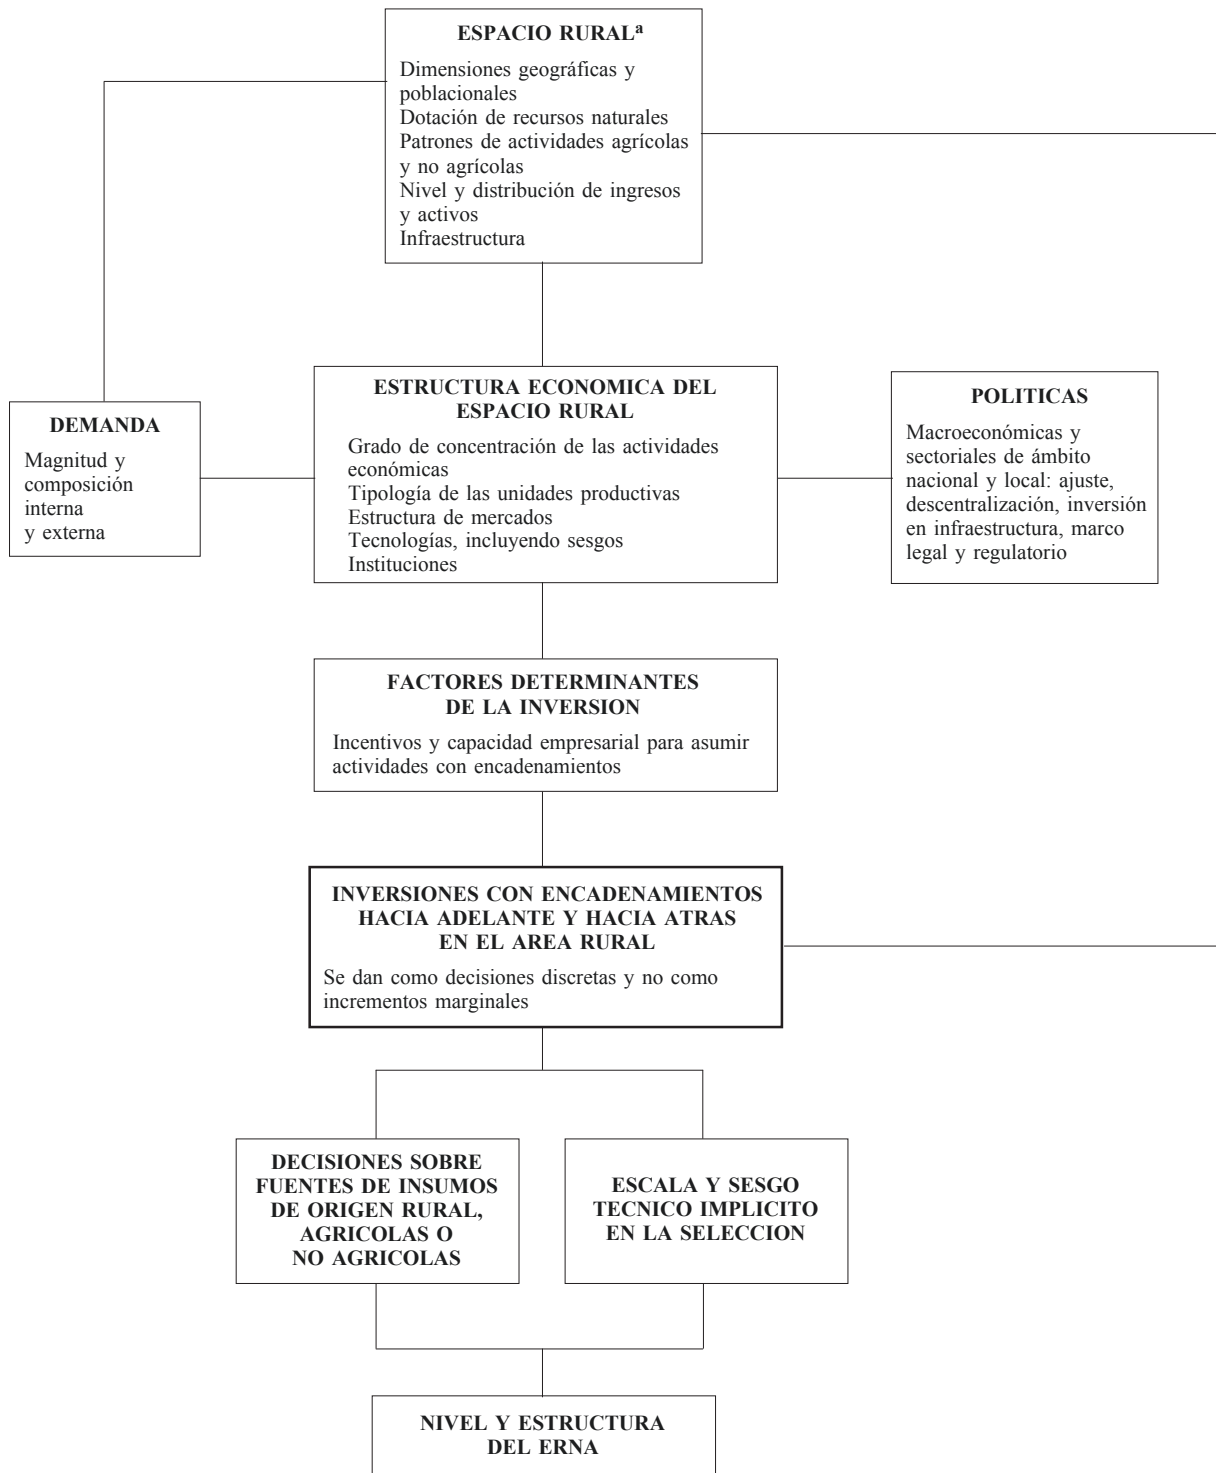 ESPACIO RURALª
Dimensiones geográficas y
poblacionales
Dotación de recursos naturales
Patrones de actividades agrícolas
y no agrícolas
Nivel y distribución de ingresos
y activos
Infraestructura
DEMANDA
Magnitud y
composición
interna
y externa
ESTRUCTURA ECONOMICA DEL
ESPACIO RURAL
Grado de concentración de las actividades
económicas
Tipología de las unidades productivas
Estructura de mercados
Tecnologías, incluyendo sesgos
Instituciones
POLITICAS
Macroeconómicas y
sectoriales de ámbito
nacional y local: ajuste,
descentralización, inversión
en infraestructura, marco
legal y regulatorio
FACTORES DETERMINANTES
DE LA INVERSION
Incentivos y capacidad empresarial para asumir
actividades con encadenamientos
INVERSIONES CON ENCADENAMIENTOS
HACIA ADELANTE Y HACIA ATRAS
EN EL AREA RURAL
Se dan como decisiones discretas y no como
incrementos marginales
DECISIONES SOBRE
FUENTES DE INSUMOS
DE ORIGEN RURAL,
AGRICOLAS O
NO AGRICOLAS
ESCALA Y SESGO
TECNICO IMPLICITO
EN LA SELECCION
NIVEL Y ESTRUCTURA
DEL ERNA